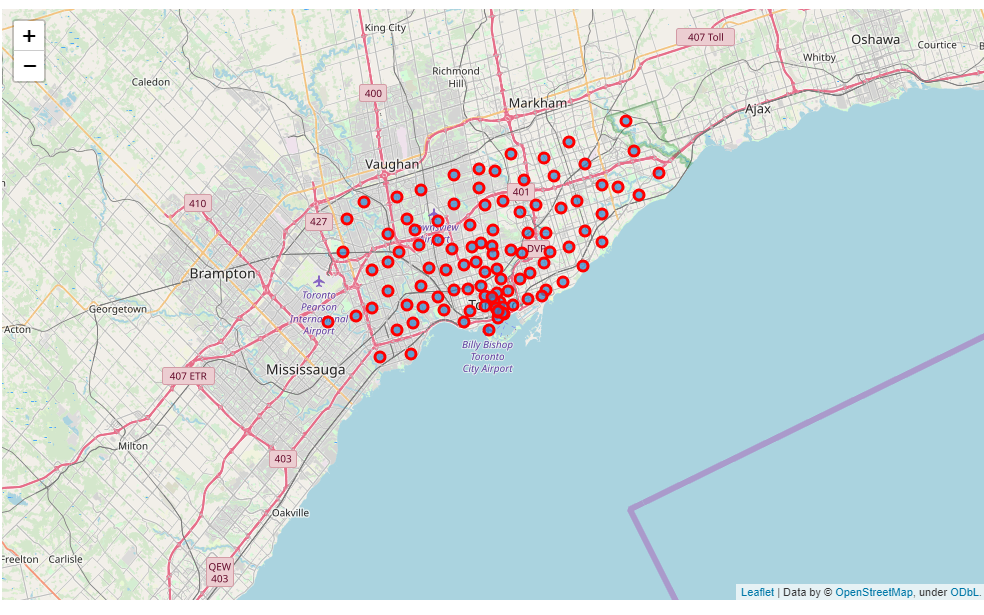 +
−
King City
Oshawa
407 Toll
Whitby
Courtice
Richmond
Hill
Caledon
400
Markham
Ajax
Vaughan
401
410
427
Airport
DVP
Brampton
Toronto
Pearson
International
Airport
Georgetown
Acton
Billy Bishop
Toronto
City Airport
Mississauga
407 ETR
Milton
403
Oakville
Freelton
Carlisle
QEW
403
Leaflet | Data by © OpenStreetMap, under ODbL.